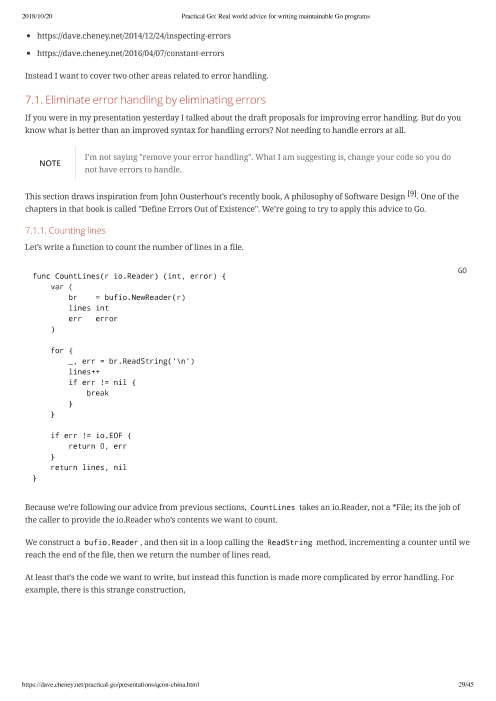 2018/10/20 Practical Go: Real world advice for writing maintainable Go programs
• https://dave.cheney.net/2014/12/24/inspecting-errors
• https://dave.cheney.net/2016/04/07/constant-errors
Instead I want to cover two other areas related to error handling.
7.1. Eliminate error handling by eliminating errors
If you were in my presentation yesterday I talked about the draft proposals for improving error handling. But do you
know what is better than an improved syntax for handling errors? Not needing to handle errors at all.
NOTE
I'm not saying "remove your error handling". What I am suggesting is, change your code so you do
not have errors to handle.
This section draws inspiration from John Ousterhout's recently book, A philosophy of Software Design [9]. One of the
chapters in that book is called "Define Errors Out of Existence". We're going to try to apply this advice to Go.
7.1.1. Counting lines
Let's write a function to count the number of lines in a file.
GO
func CountLines(r io.Reader) (int, error) {
    var (
        br    = bufio.NewReader(r)
        lines int
        err   error
    )

    for {
        _, err = br.ReadString('\n')
        lines++
        if err != nil {
            break
        }
    }

    if err != io.EOF {
        return 0, err
    }
    return lines, nil
}
Because we're following our advice from previous sections, CountLines takes an io.Reader, not a *File; its the job of
the caller to provide the io.Reader who's contents we want to count.
We construct a bufio.Reader, and then sit in a loop calling the ReadString method, incrementing a counter until we
reach the end of the file, then we return the number of lines read.
At least that's the code we want to write, but instead this function is made more complicated by error handling. For
example, there is this strange construction,
https://dave.cheney.net/practical-go/presentations/qcon-china.html 29/45